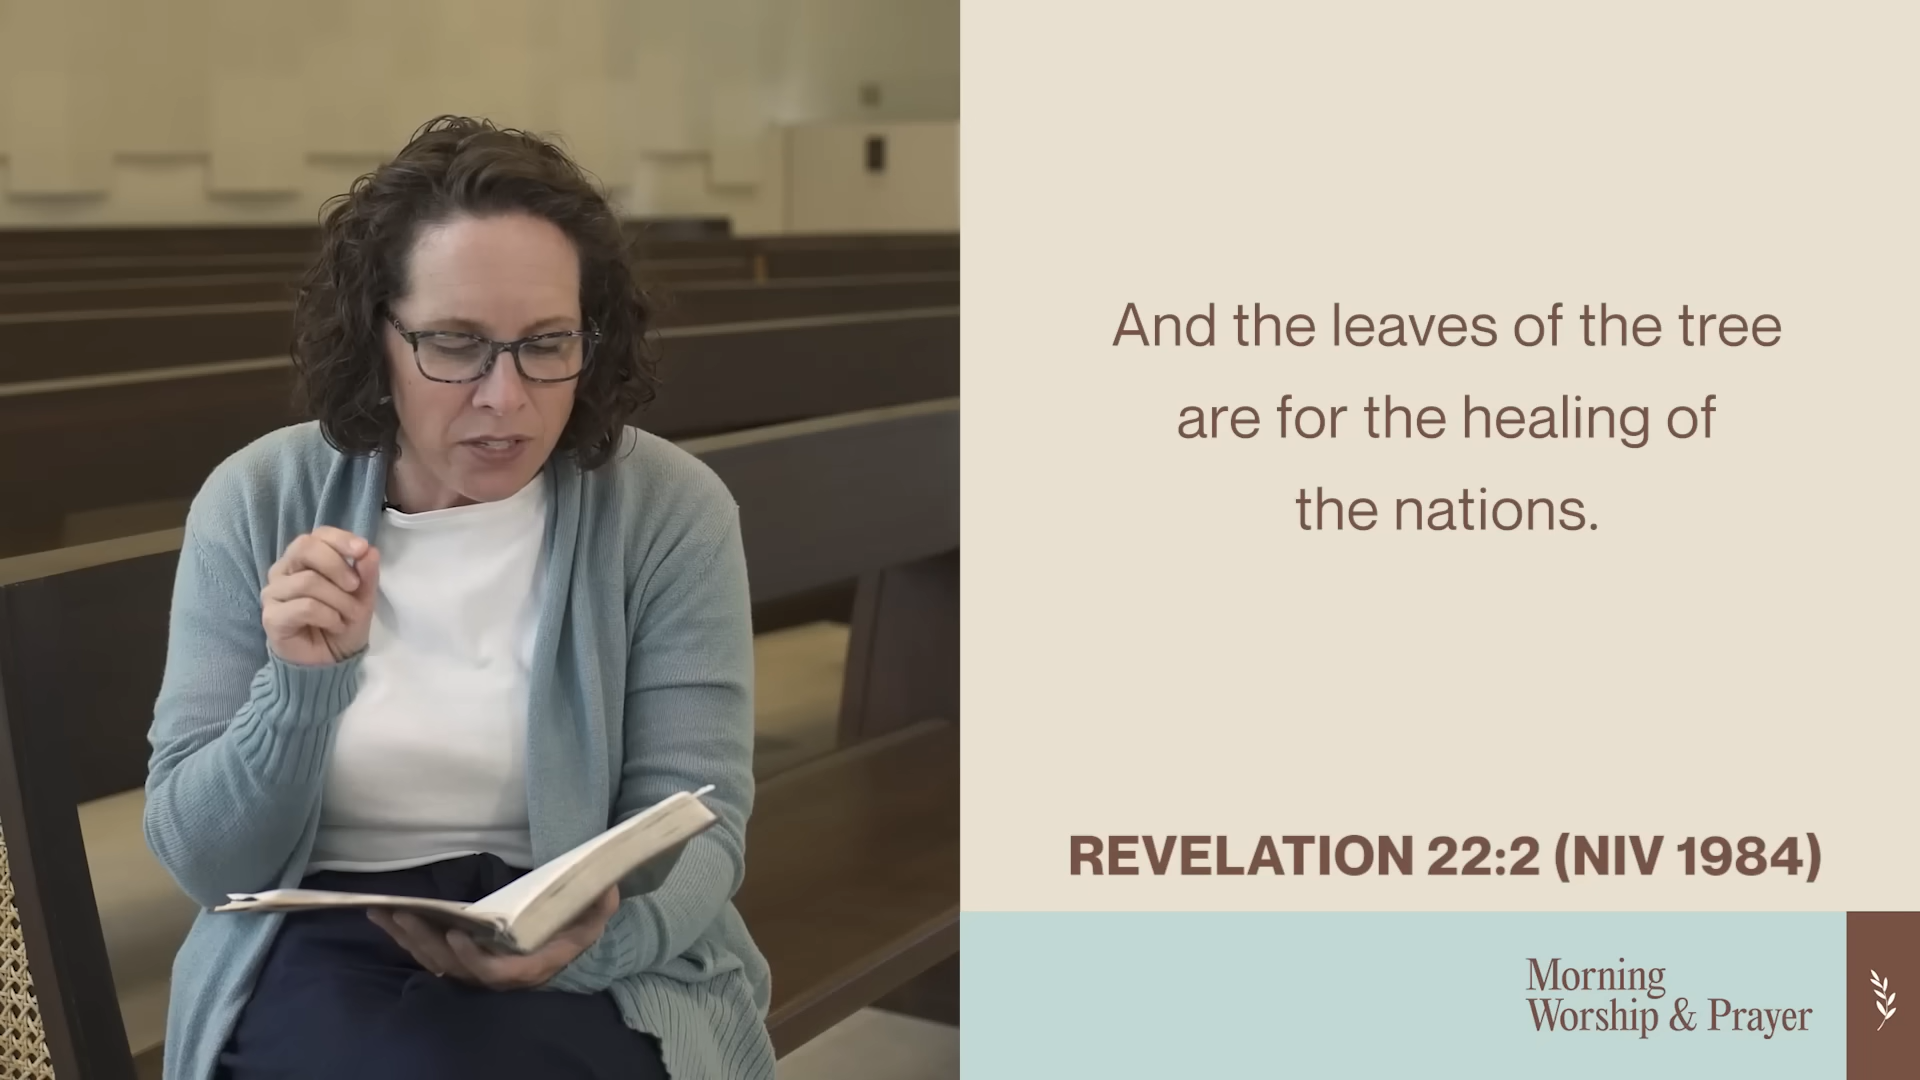 And the leaves of the tree
are for the healing of
the nations.
REVELATION 22:2 (NIV 1984)
Morning
Worship & Prayer